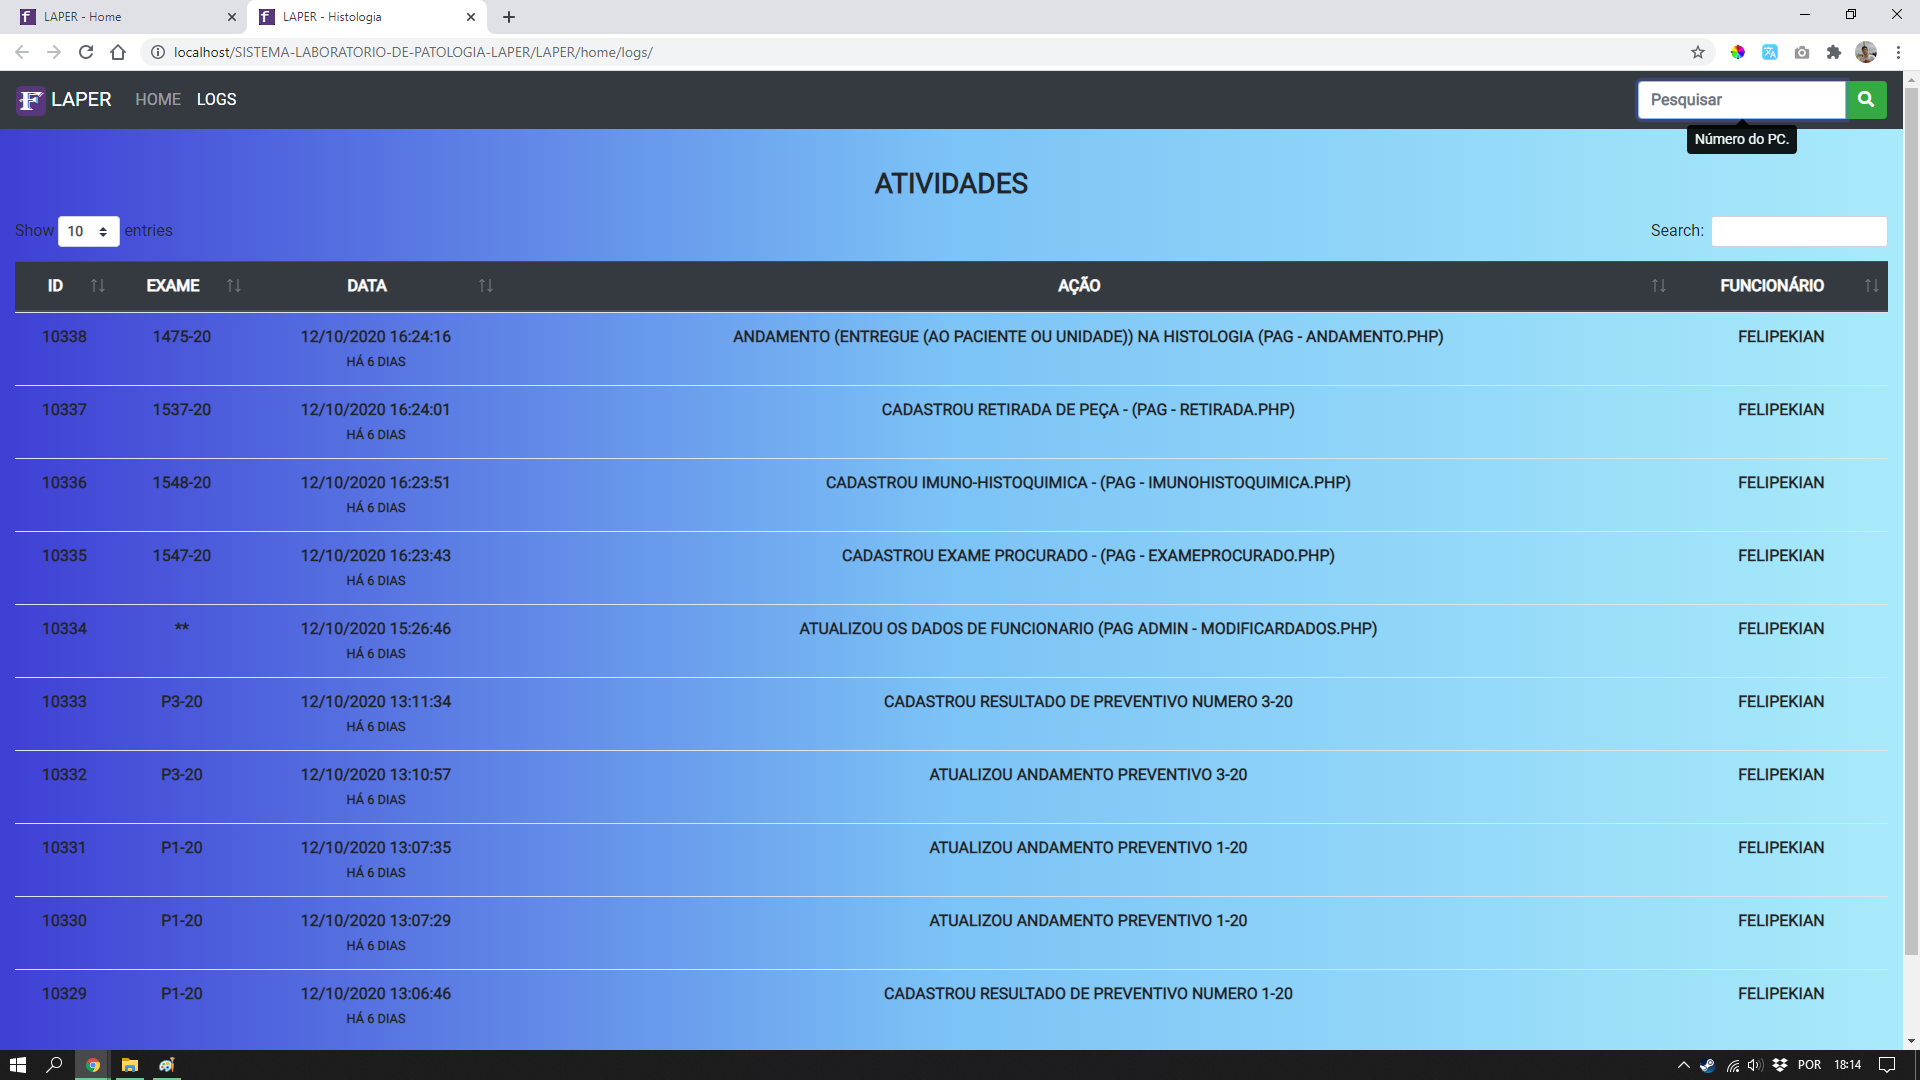 LAPER - Home
LAPER - Histologia
localhost/SISTEMA-LABORATORIO-DE-PATOLOGIA-LAPER/LAPER/home/logs/
LAPER HOME LOGS Pesquisar
Número do PC.
ATIVIDADES
Show 10 entries Search:
ID EXAME DATA AÇÃO FUNCIONÁRIO
10338 1475-20 12/10/2020 16:24:16 ANDAMENTO (ENTREGUE (AO PACIENTE OU UNIDADE)) NA HISTOLOGIA (PAG - ANDAMENTO.PHP) FELIPEKIAN
HÁ 6 DIAS
10337 1537-20 12/10/2020 16:24:01 CADASTROU RETIRADA DE PEÇA - (PAG - RETIRADA.PHP) FELIPEKIAN
HÁ 6 DIAS
10336 1548-20 12/10/2020 16:23:51 CADASTROU IMUNO-HISTOQUIMICA - (PAG - IMUNOHISTOQUIMICA.PHP) FELIPEKIAN
HÁ 6 DIAS
10335 1547-20 12/10/2020 16:23:43 CADASTROU EXAME PROCURADO - (PAG - EXAMEPROCURADO.PHP) FELIPEKIAN
HÁ 6 DIAS
10334 ** 12/10/2020 15:26:46 ATUALIZOU OS DADOS DE FUNCIONARIO (PAG ADMIN - MODIFICARDADOS.PHP) FELIPEKIAN
HÁ 6 DIAS
10333 P3-20 12/10/2020 13:11:34 CADASTROU RESULTADO DE PREVENTIVO NUMERO 3-20 FELIPEKIAN
HÁ 6 DIAS
10332 P3-20 12/10/2020 13:10:57 ATUALIZOU ANDAMENTO PREVENTIVO 3-20 FELIPEKIAN
HÁ 6 DIAS
10331 P1-20 12/10/2020 13:07:35 ATUALIZOU ANDAMENTO PREVENTIVO 1-20 FELIPEKIAN
HÁ 6 DIAS
10330 P1-20 12/10/2020 13:07:29 ATUALIZOU ANDAMENTO PREVENTIVO 1-20 FELIPEKIAN
HÁ 6 DIAS
10329 P1-20 12/10/2020 13:06:46 CADASTROU RESULTADO DE PREVENTIVO NUMERO 1-20 FELIPEKIAN
HÁ 6 DIAS
POR 18:14